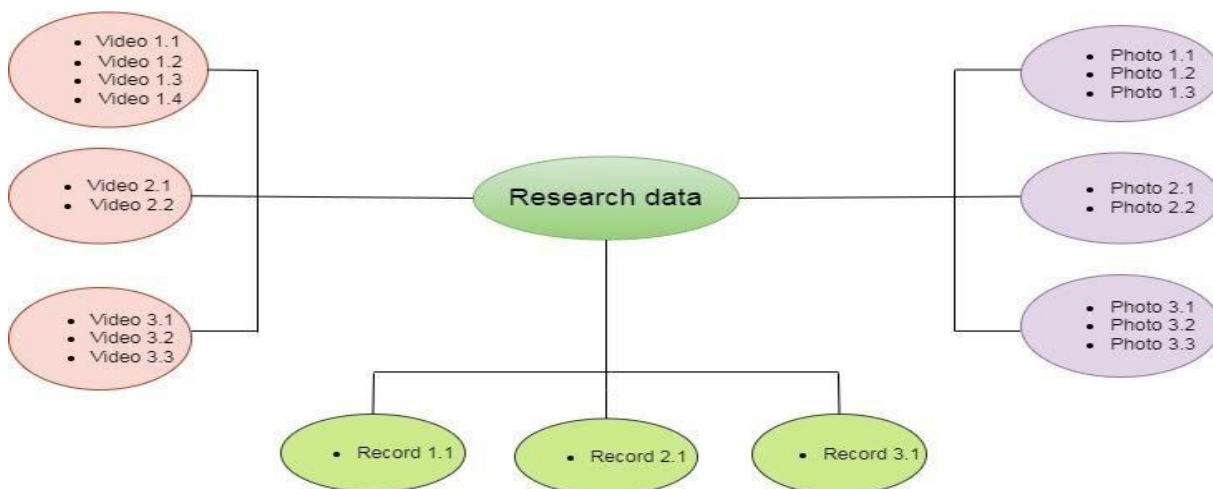 • Video 1.1
• Video 1.2
• Video 1.3
• Video 1.4
• Video 2.1
• Video 2.2
• Video 3.1
• Video 3.2
• Video 3.3
Research data
• Photo 1.1
• Photo 1.2
• Photo 1.3
• Photo 2.1
• Photo 2.2
• Photo 3.1
• Photo 3.2
• Photo 3.3
• Record 1.1
• Record 2.1
• Record 3.1